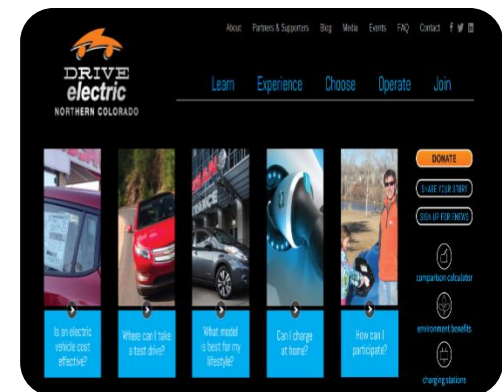 About Partners & Supporters Blog Media Events FAQ Contact
DRIVE
electric
NORTHERN COLORADO
Learn Experience Choose Operate Join
DONATE
SHARE YOUR STORY
SIGN UP FOR ENEWS
comparison calculator
environment benefits
charging stations
Is an electric
vehicle cost
effective?
Where can I take
a test drive?
What model
is best for my
lifestyle?
Can I charge
at home?
How can I
participate?